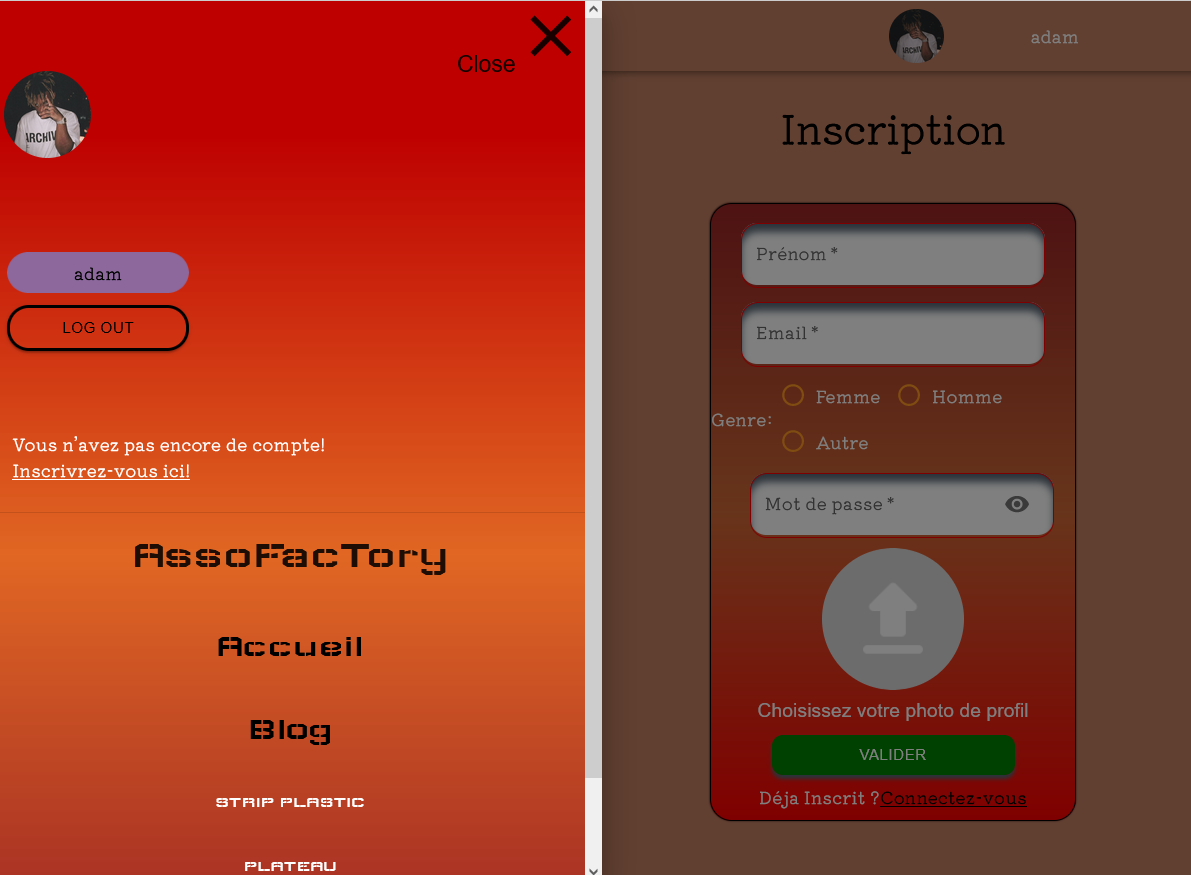 Close
ARCHIV
adam
LOG OUT
Vous n’avez pas encore de compte!
Inscrivrez-vous ici!
AssoFacTory
Accueil
Blog
STRIP PLASTIC
PLATEAU
ARCHIV
adam
Inscription
Prénom *
Email *
Genre:
Femme
Homme
Autre
Mot de passe *
Choisissez votre photo de profil
VALIDER
Déja Inscrit ?Connectez-vous